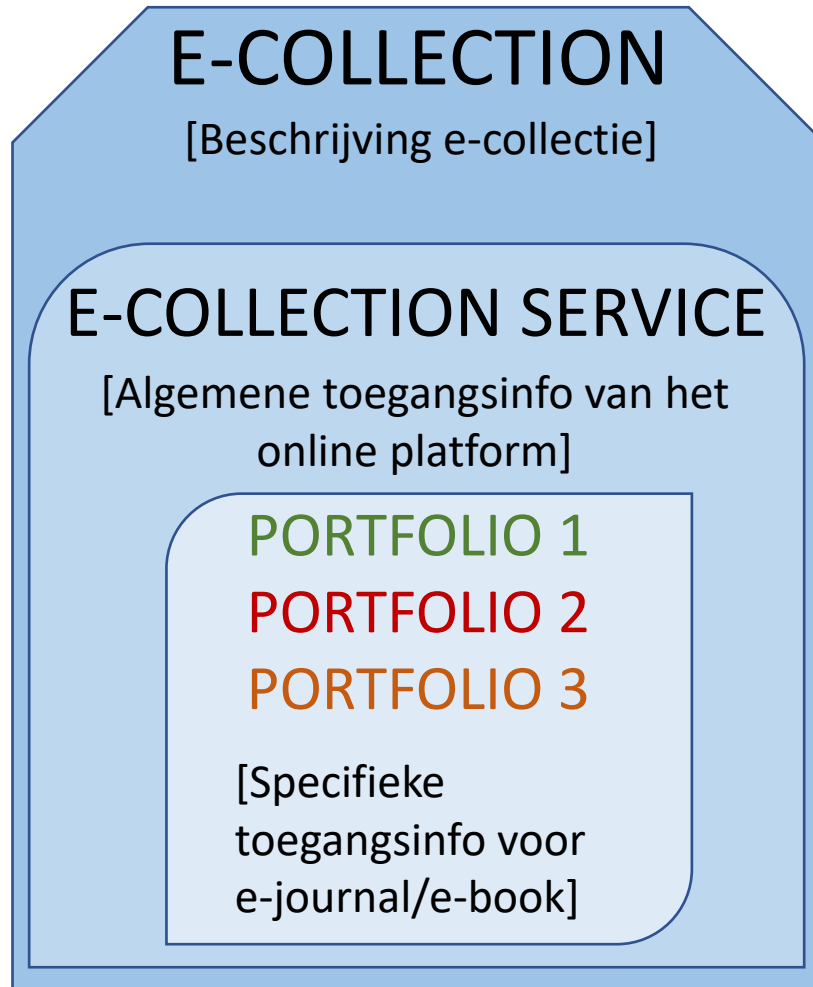 E-COLLECTION
[Beschrijving e-collectie]
E-COLLECTION SERVICE
[Algemene toegangsinfo van het
online platform]
PORTFOLIO 1
PORTFOLIO 2
PORTFOLIO 3
[Specifieke
toegangsinfo voor
e-journal/e-book]